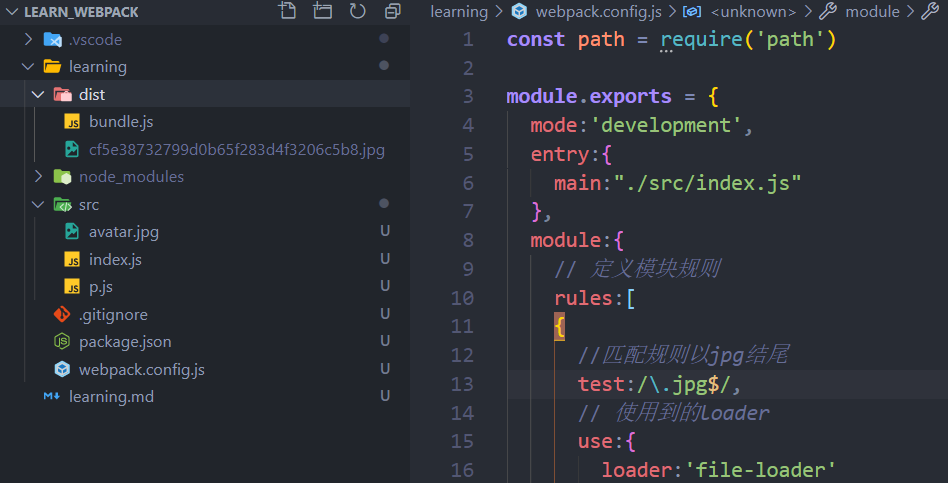 LEARN_WEBPACK
.vscode
learning
dist
bundle.js
cf5e38732799d0b65f283d4f3206c5b8.jpg
node_modules
src
avatar.jpg U
index.js U
p.js U
.gitignore U
package.json U
webpack.config.js U
learning.md U
learning > webpack.config.js > <unknown> > module >
1 const path = require('path')
2
3 module.exports = {
4 mode:'development',
5 entry:{
6 main:"./src/index.js"
7 },
8 module:{
9 // 定义模块规则
10 rules:[
11 {
12 //匹配规则以jpg结尾
13 test:/\.jpg$/,
14 // 使用到的loader
15 use:{
16 loader:'file-loader'